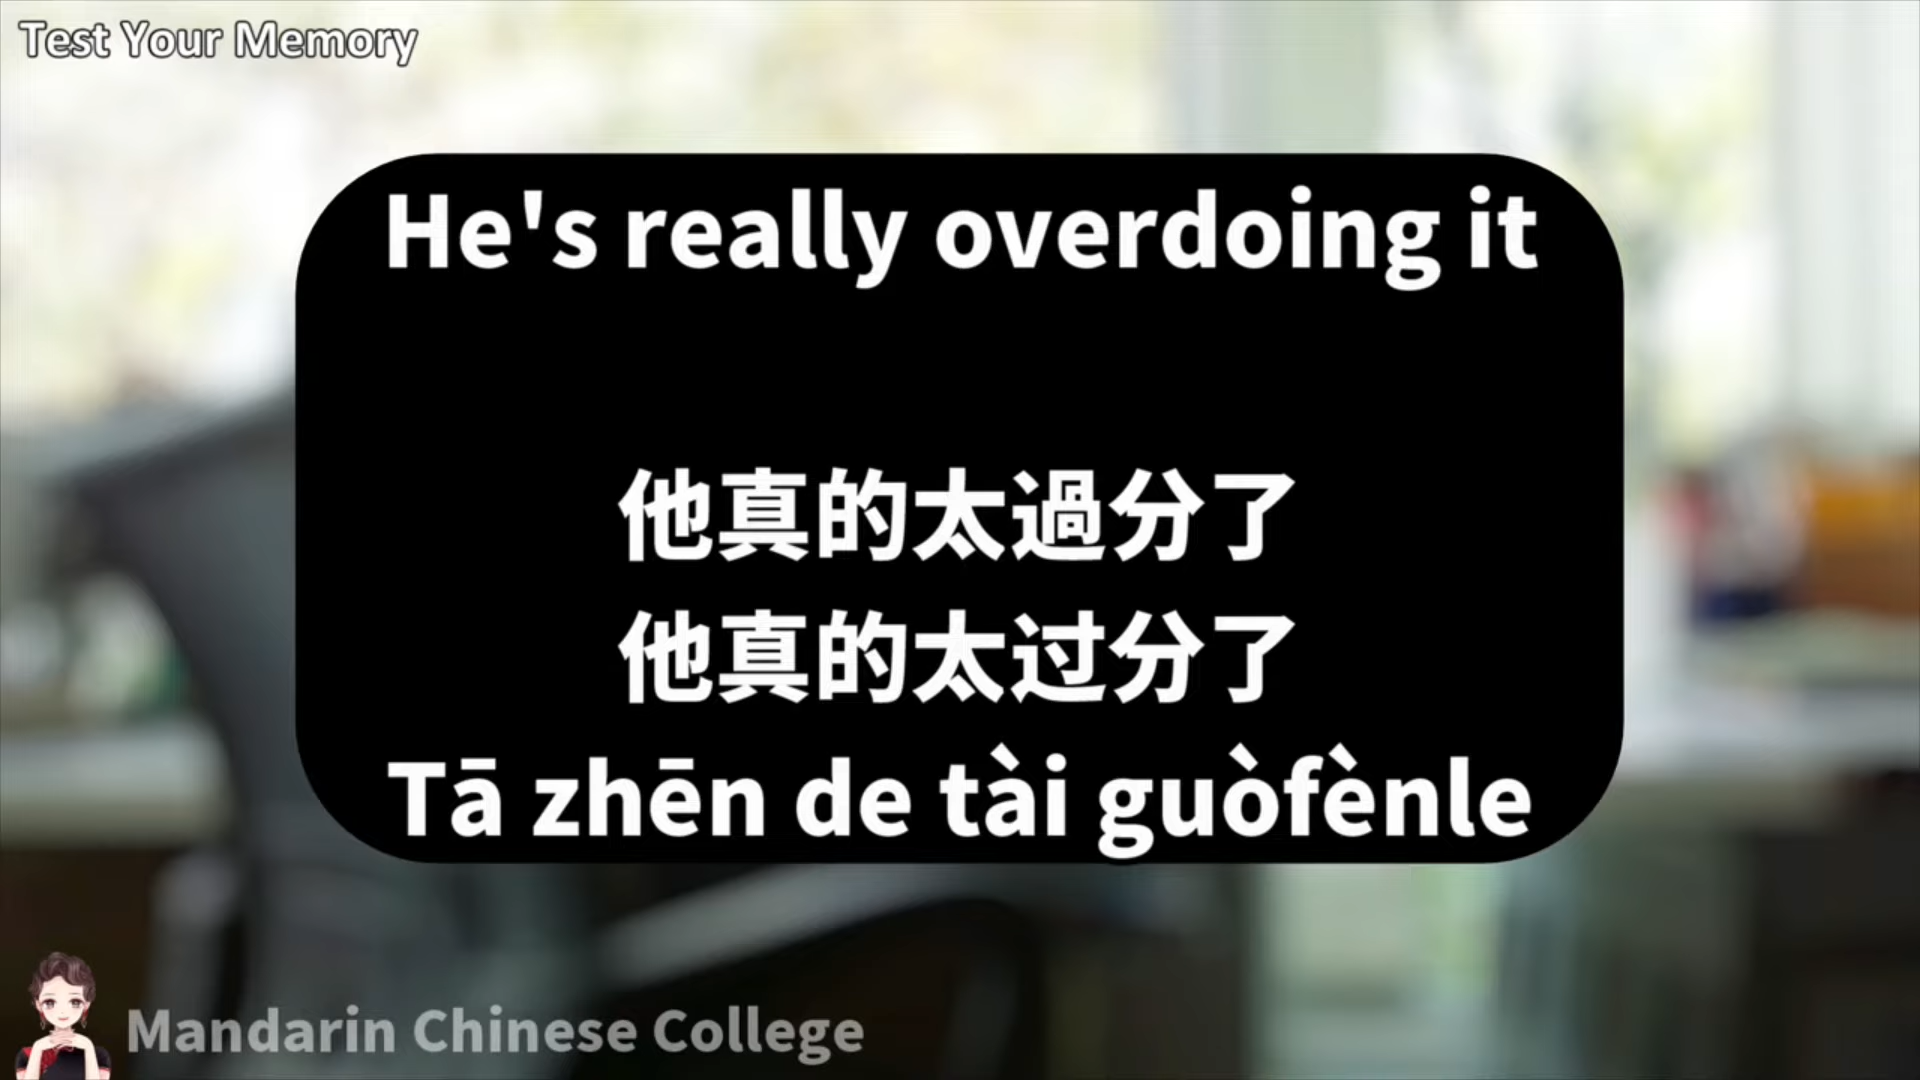 Test Your Memory
He's really overdoing it
他真的太過分了
他真的太过分了
Tā zhēn de tài guòfènle
Mandarin Chinese College